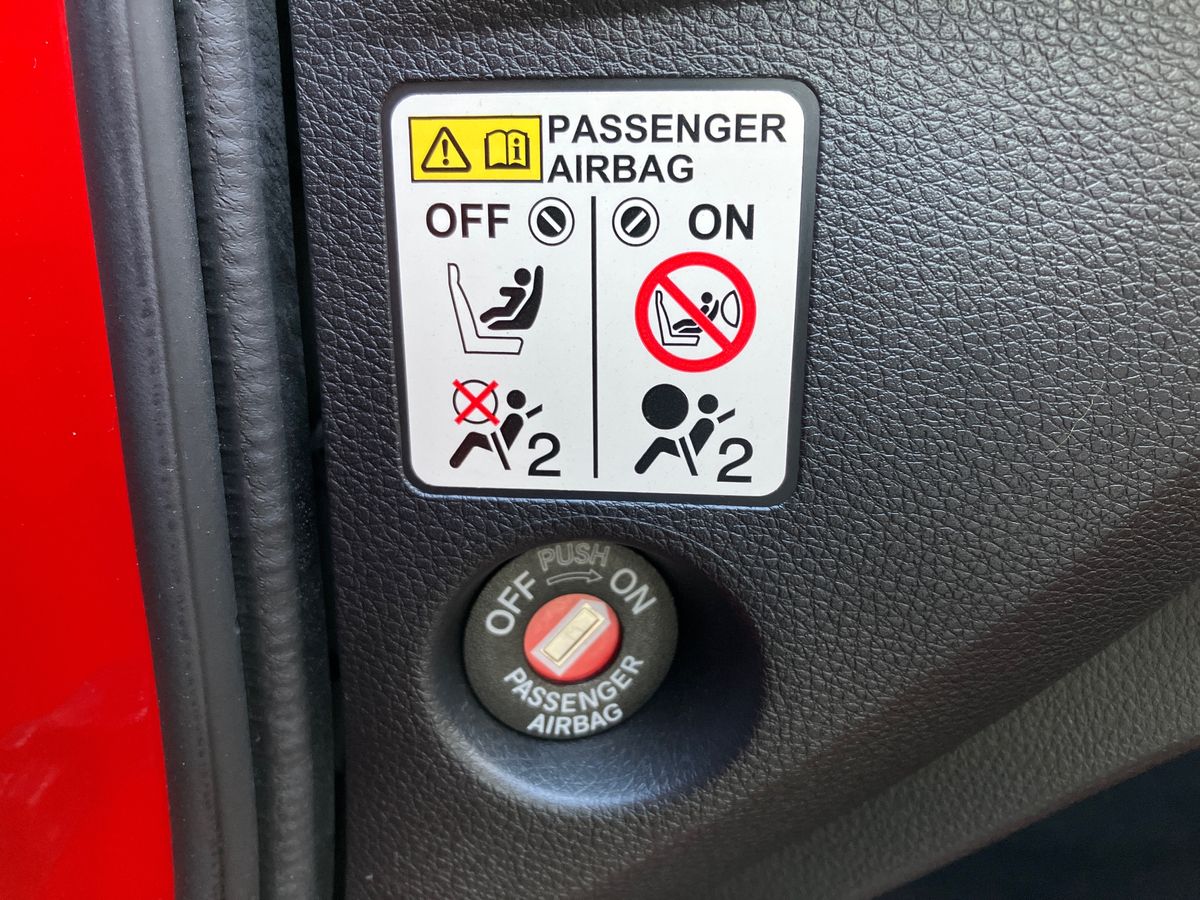 PASSENGER
AIRBAG
OFF ON
2 2
PUSH
OFF ON
PASSENGER
AIRBAG